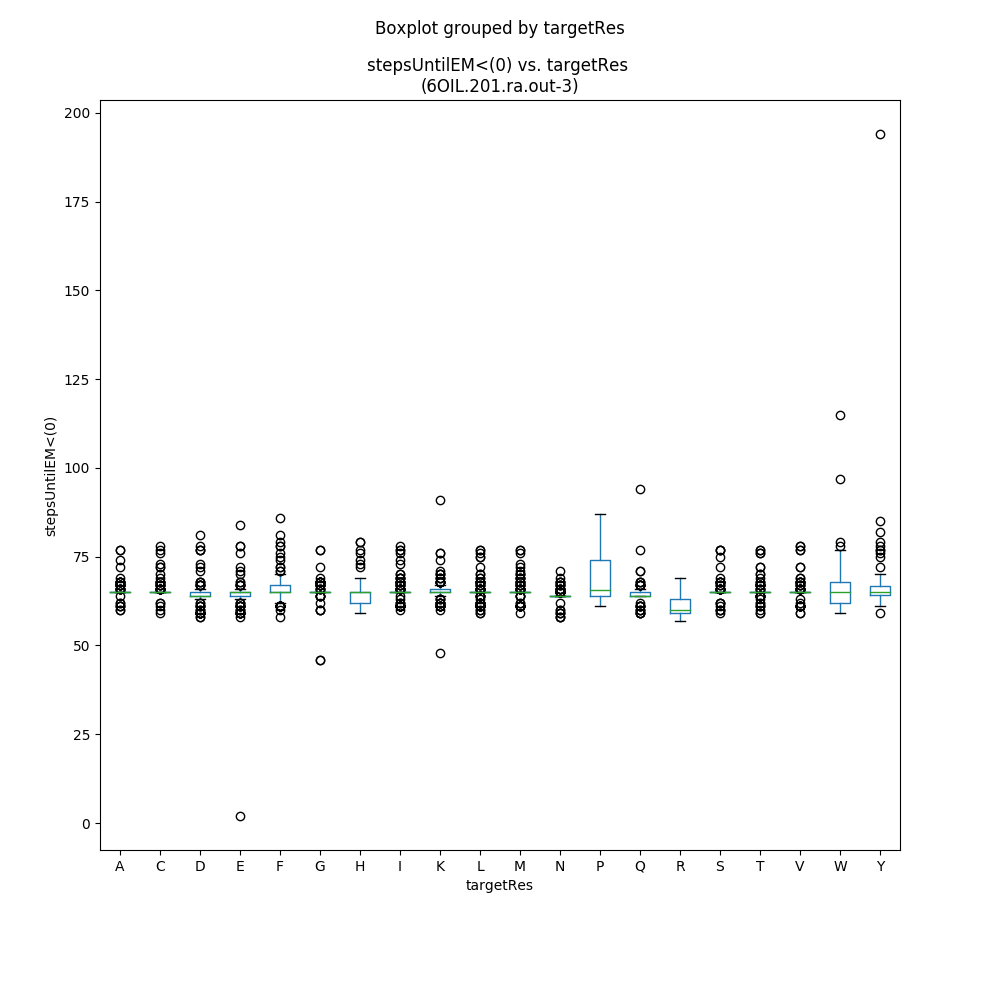 Boxplot grouped by targetRes
stepsUntilEM<(0) vs. targetRes
(6OIL.201.ra.out-3)
200
175
150
125
100
75
50
25
0
stepsUntilEM<(0)
A C D E F G H I K L M N P Q R S T V W Y
targetRes